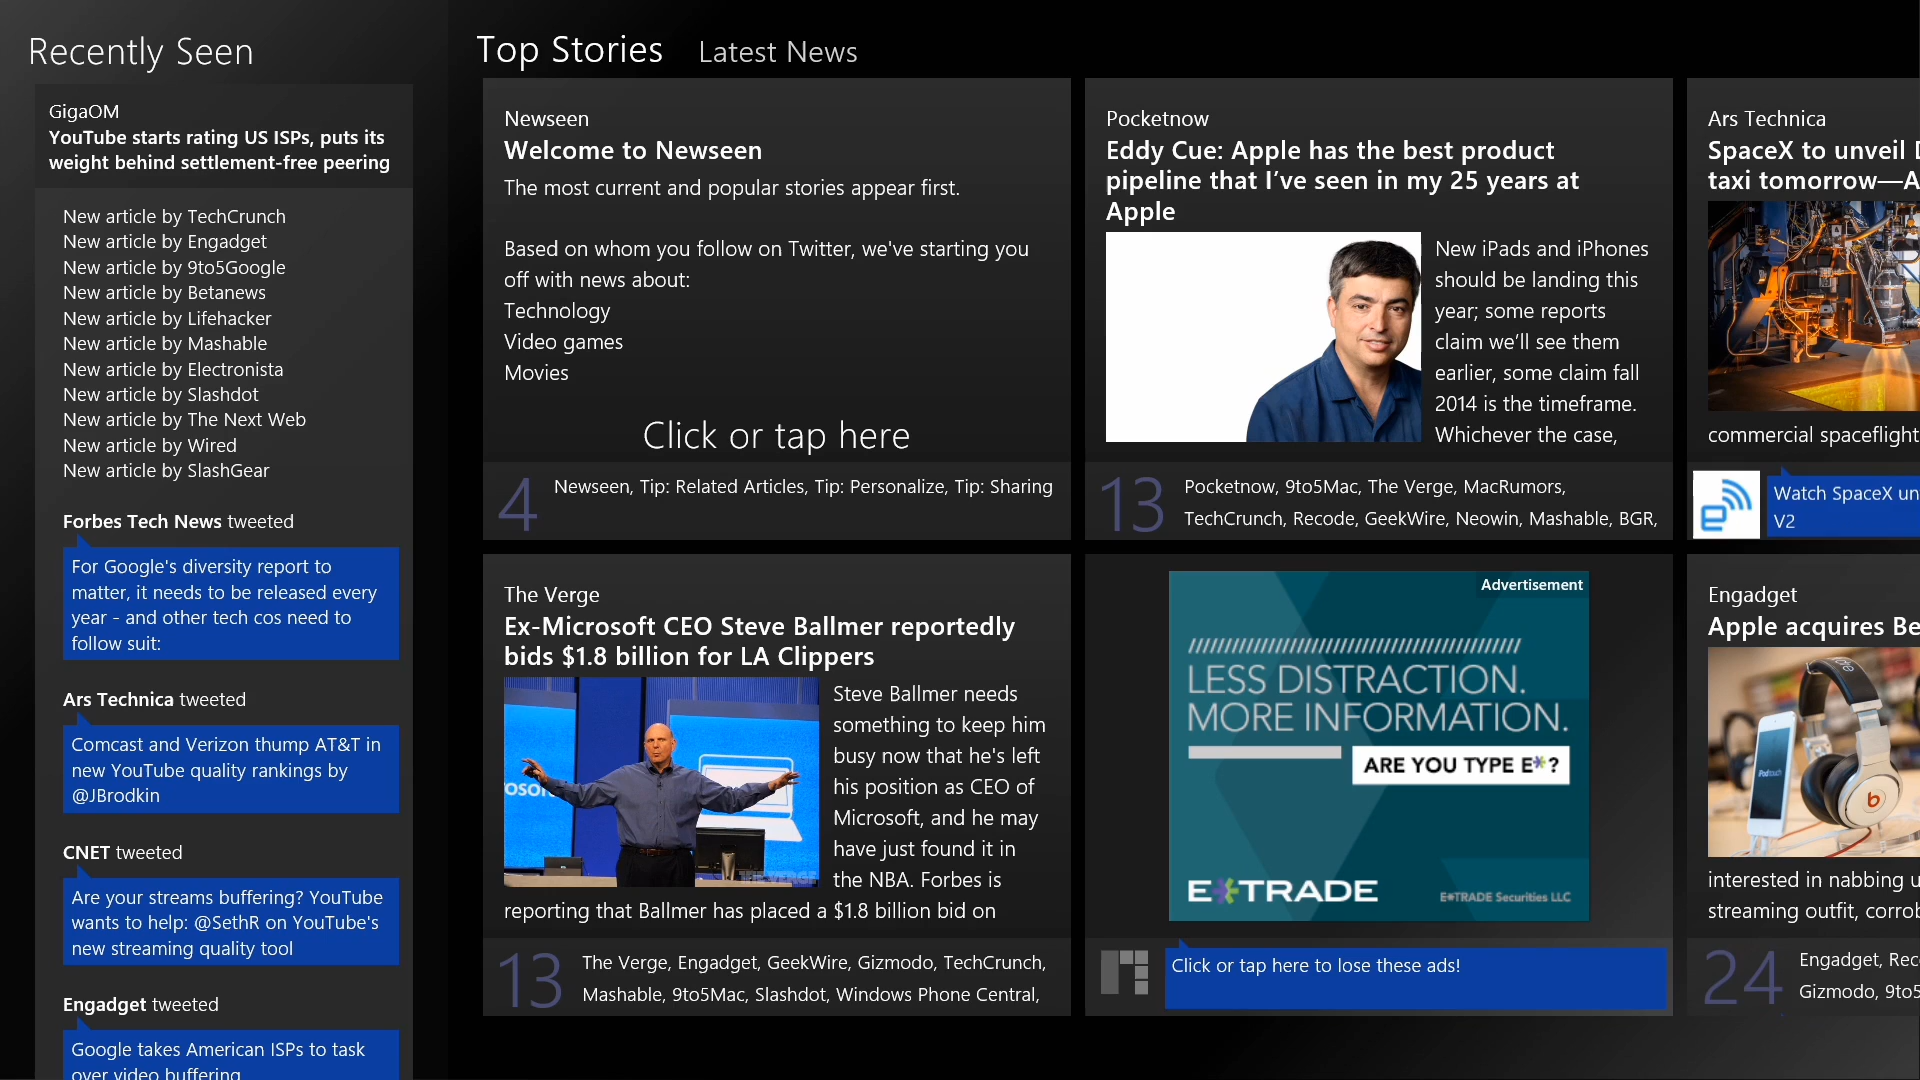 Recently Seen
GigaOM
YouTube starts rating US ISPs, puts its
weight behind settlement-free peering
New article by TechCrunch
New article by Engadget
New article by 9to5Google
New article by Betanews
New article by Lifehacker
New article by Mashable
New article by Electronista
New article by Slashdot
New article by The Next Web
New article by Wired
New article by SlashGear
Forbes Tech News tweeted
For Google's diversity report to
matter, it needs to be released every
year - and other tech cos need to
follow suit:
Ars Technica tweeted
Comcast and Verizon thump AT&T in
new YouTube quality rankings by
@JBrodkin
CNET tweeted
Are your streams buffering? YouTube
wants to help: @SethR on YouTube's
new streaming quality tool
Engadget tweeted
Google takes American ISPs to task
over video buffering
Top Stories Latest News
Newseen
Welcome to Newseen
The most current and popular stories appear first.
Based on whom you follow on Twitter, we've starting you
off with news about:
Technology
Video games
Movies
Click or tap here
4
Newseen, Tip: Related Articles, Tip: Personalize, Tip: Sharing
Pocketnow
Eddy Cue: Apple has the best product
pipeline that I've seen in my 25 years at
Apple
New iPads and iPhones
should be landing this
year; some reports
claim we'll see them
earlier, some claim fall
2014 is the timeframe.
Whichever the case,
13
Pocketnow, 9to5Mac, The Verge, MacRumors,
TechCrunch, Recode, GeekWire, Neowin, Mashable, BGR,
Ars Technica
SpaceX to unveil
taxi tomorrow—A
commercial spaceflight
Watch SpaceX un
V2
The Verge
Ex-Microsoft CEO Steve Ballmer reportedly
bids $1.8 billion for LA Clippers
osoft
THE VERGE
Steve Ballmer needs
something to keep him
busy now that he's left
his position as CEO of
Microsoft, and he may
have just found it in
the NBA. Forbes is
reporting that Ballmer has placed a $1.8 billion bid on
13
The Verge, Engadget, GeekWire, Gizmodo, TechCrunch,
Mashable, 9to5Mac, Slashdot, Windows Phone Central,
Advertisement
LESS DISTRACTION.
MORE INFORMATION.
ARE YOU TYPE E*?
E*TRADE
E*TRADE Securities LLC
Click or tap here to lose these ads!
Engadget
Apple acquires Be
iPod touch
interested in nabbing u
streaming outfit, corrob
24
Engadget, Rec
Gizmodo, 9to5